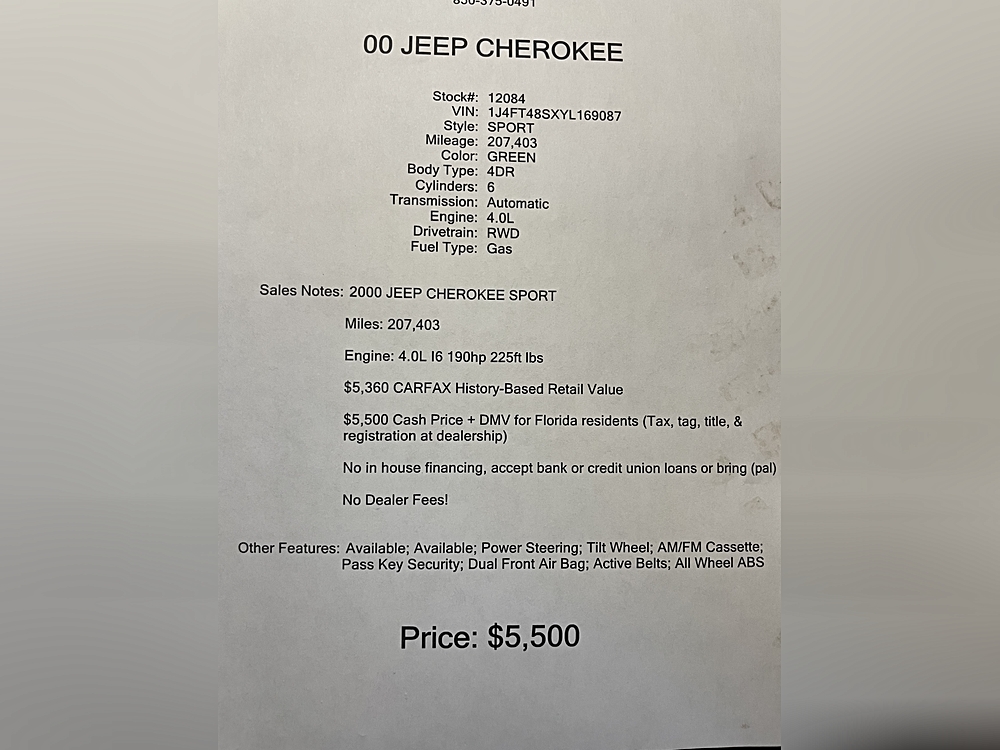 850-375-0491
00 JEEP CHEROKEE
Stock#: 12084
VIN: 1J4FT48SXYL169087
Style: SPORT
Mileage: 207,403
Color: GREEN
Body Type: 4DR
Cylinders: 6
Transmission: Automatic
Engine: 4.0L
Drivetrain: RWD
Fuel Type: Gas
Sales Notes: 2000 JEEP CHEROKEE SPORT
Miles: 207,403
Engine: 4.0L I6 190hp 225ft lbs
$5,360 CARFAX History-Based Retail Value
$5,500 Cash Price + DMV for Florida residents (Tax, tag, title, &
registration at dealership)
No in house financing, accept bank or credit union loans or bring (pal)
No Dealer Fees!
Other Features: Available; Available; Power Steering; Tilt Wheel; AM/FM Cassette;
Pass Key Security; Dual Front Air Bag; Active Belts; All Wheel ABS
Price: $5,500